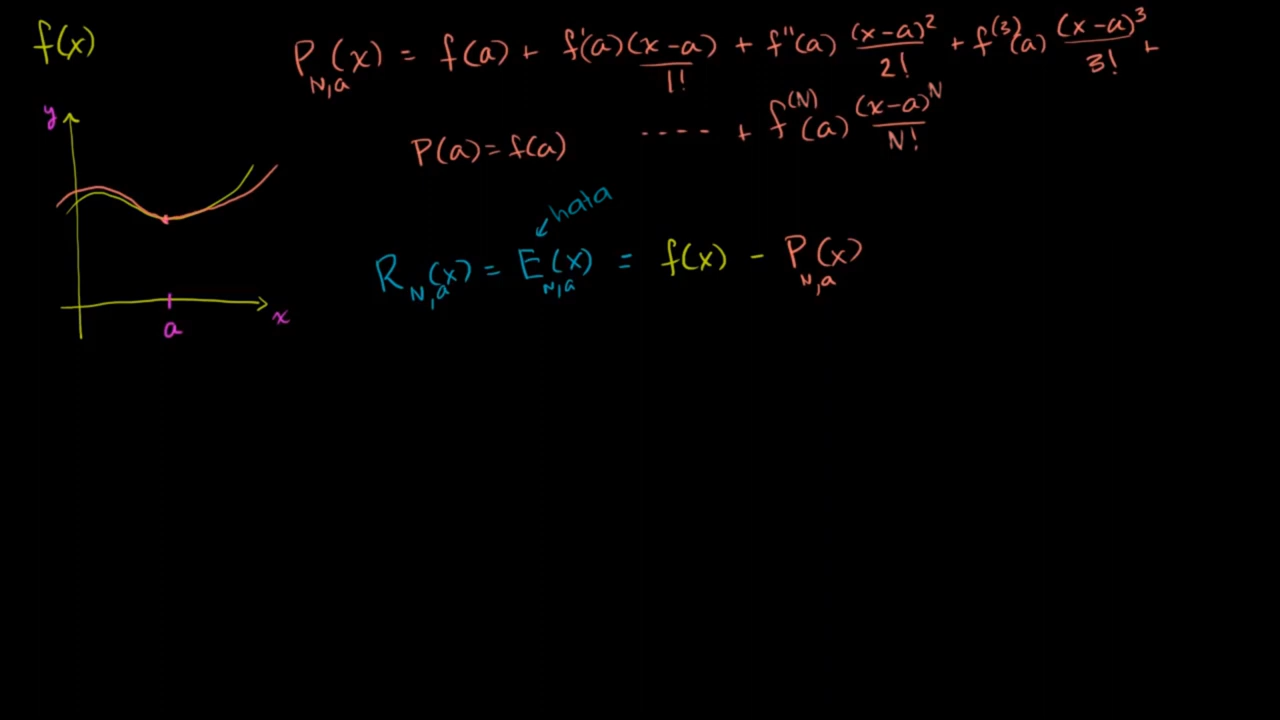 f(x)
P_{N,a}(x) = f(a) + f'(a)(x-a)/1! + f''(a) (x-a)²/2! + f⁽³⁾(a) (x-a)³/3! +
P(a) = f(a)
---- + f⁽ᴺ⁾(a) (x-a)ᴺ/N!
y
hata
R_{N,a}(x) = E_{N,a}(x) = f(x) - P_{N,a}(x)
a
x